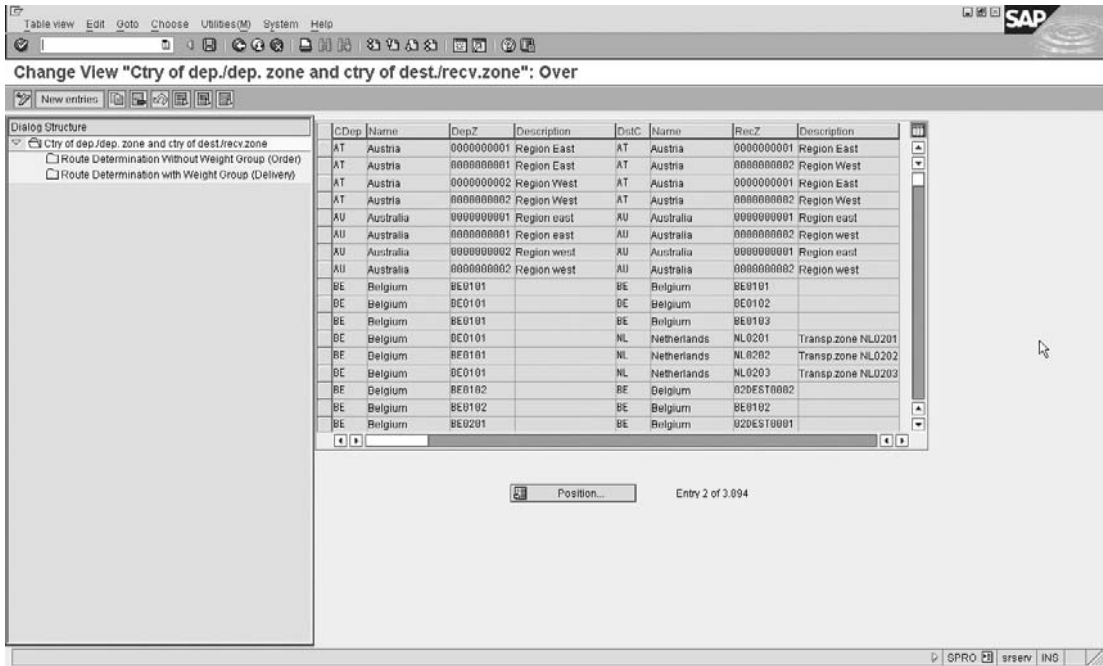 Table view Edit Goto Choose Utilities(M) System Help
SAP
Change View "Ctry of dep./dep. zone and ctry of dest./recv.zone": Over
New entries
Dialog Structure
Ctry of dep./dep. zone and ctry of dest./recv.zone
Route Determination Without Weight Group (Order)
Route Determination with Weight Group (Delivery)
CDep Name DepZ Description DstC Name RecZ Description
AT Austria 0000000001 Region East AT Austria 0000000001 Region East
AT Austria 0000000001 Region East AT Austria 0000000002 Region West
AT Austria 0000000002 Region West AT Austria 0000000001 Region East
AT Austria 0000000002 Region West AT Austria 0000000002 Region West
AU Australia 0000000001 Region east AU Australia 0000000001 Region east
AU Australia 0000000001 Region east AU Australia 0000000002 Region west
AU Australia 0000000002 Region west AU Australia 0000000001 Region east
AU Australia 0000000002 Region west AU Australia 0000000002 Region west
BE Belgium BE0101 BE Belgium BE0101
BE Belgium BE0101 BE Belgium BE0102
BE Belgium BE0101 BE Belgium BE0103
BE Belgium BE0101 NL Netherlands NL0201 Transp.zone NL0201
BE Belgium BE0101 NL Netherlands NL0202 Transp.zone NL0202
BE Belgium BE0101 NL Netherlands NL0203 Transp.zone NL0203
BE Belgium BE0102 BE Belgium 02DEST0002
BE Belgium BE0102 BE Belgium BE0102
BE Belgium BE0201 BE Belgium 02DEST0001
Position... Entry 2 of 3.894
SPRO srserv INS